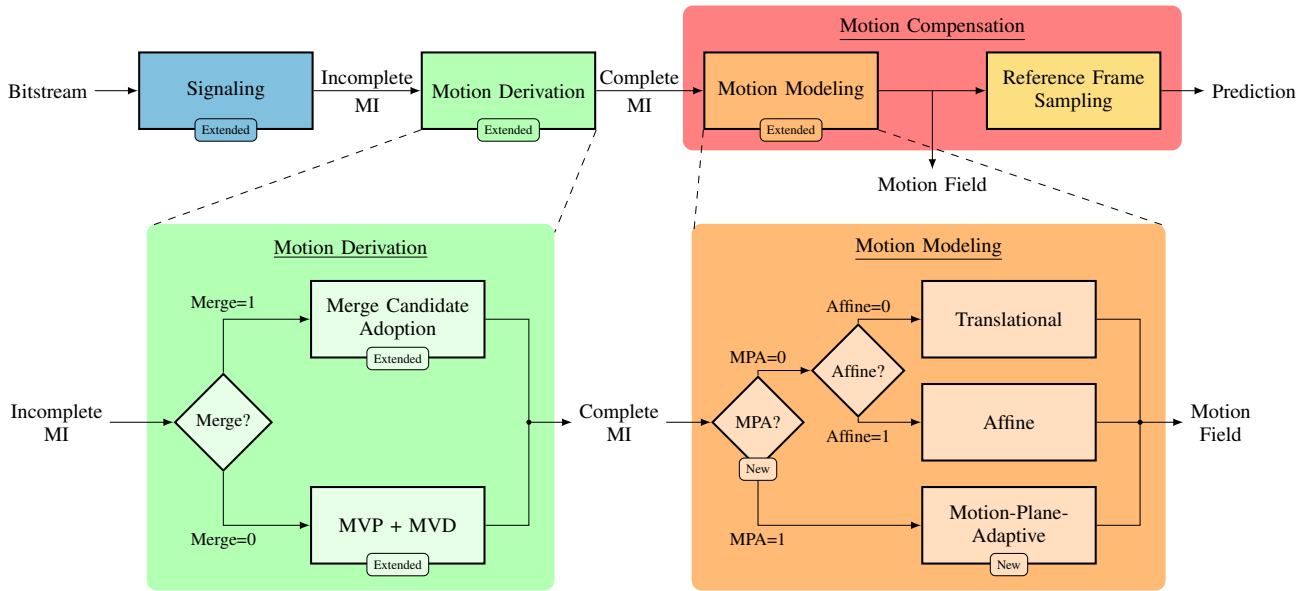 Motion Compensation
Bitstream
Signaling
Extended
Incomplete
MI
Motion Derivation
Extended
Complete
MI
Motion Modeling
Extended
Reference Frame
Sampling
Prediction
Motion Field
Motion Derivation
Incomplete
MI
Merge?
Merge=1
Merge Candidate
Adoption
Extended
Merge=0
MVP + MVD
Extended
Complete
MI
Motion Modeling
MPA?
New
MPA=0
Affine?
Affine=0
Translational
Affine=1
Affine
MPA=1
Motion-Plane-
Adaptive
New
Motion
Field